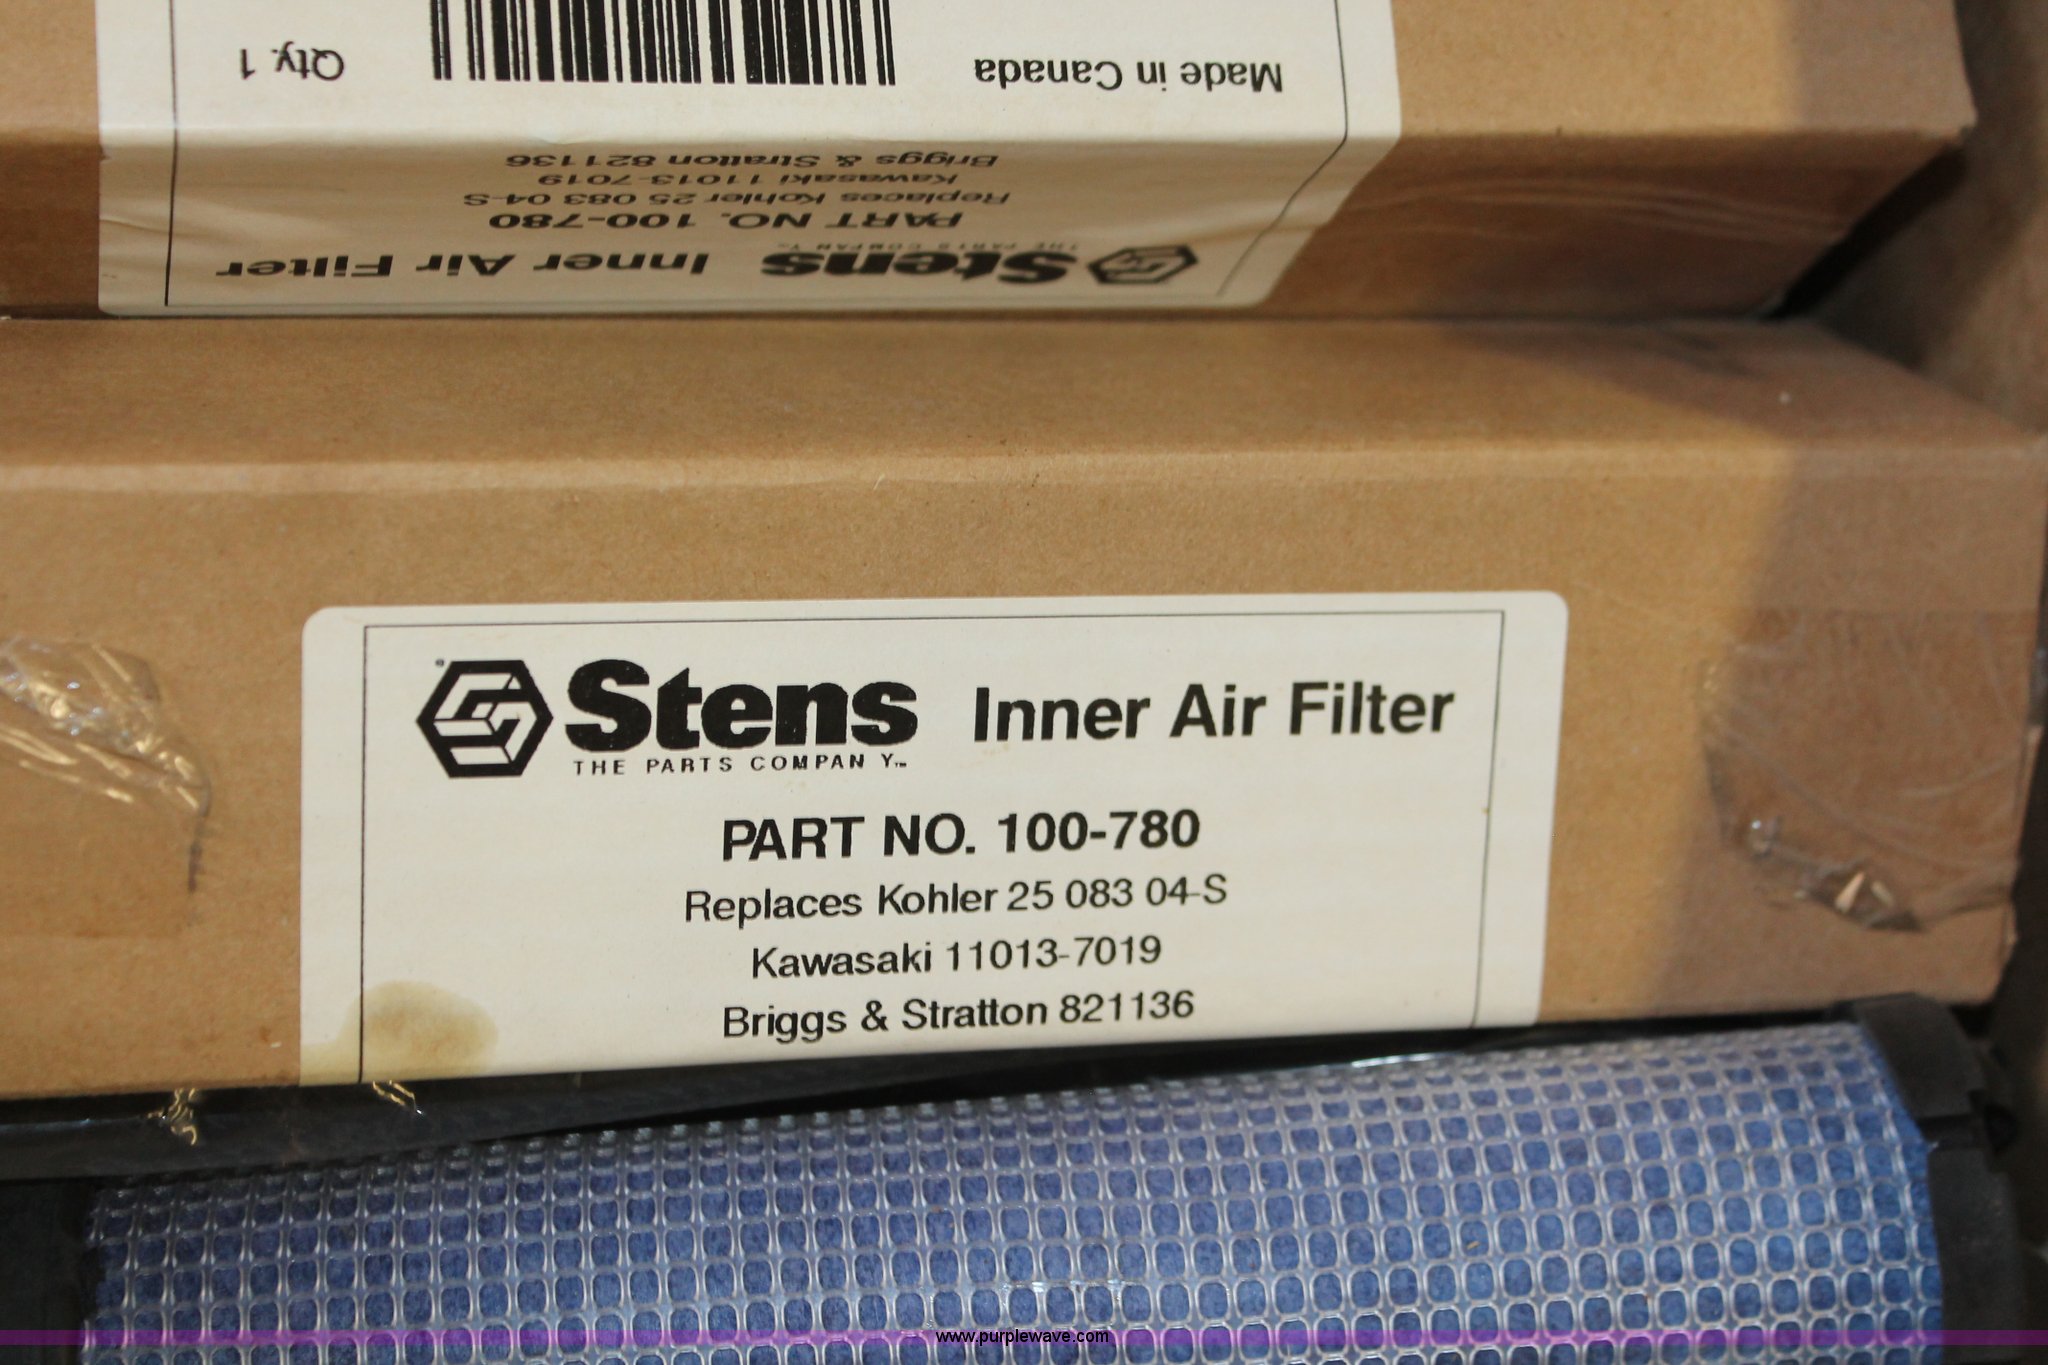 Made in Canada Qty. 1
Briggs & Stratton 821136
Kawasaki 11013-7019
Replaces Kohler 25 083 04-S
PART NO. 100-780
Stens Inner Air Filter
THE PARTS COMPANY™
® Stens Inner Air Filter
THE PARTS COMPANY™
PART NO. 100-780
Replaces Kohler 25 083 04-S
Kawasaki 11013-7019
Briggs & Stratton 821136
www.purplewave.com